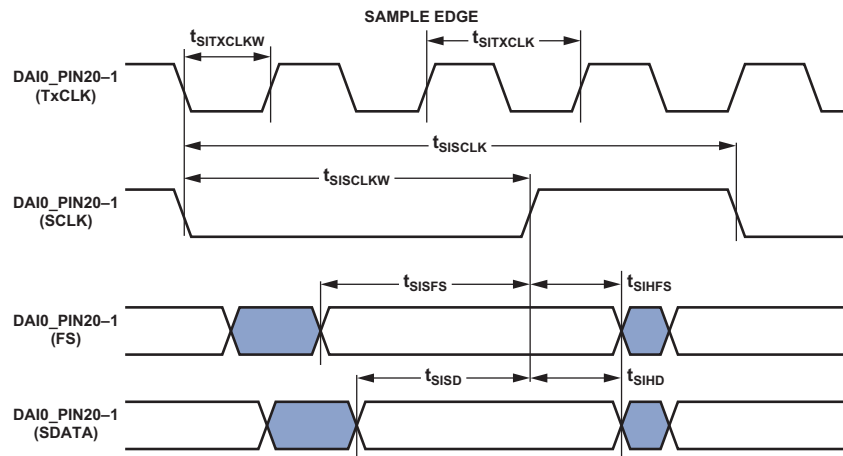 SAMPLE EDGE
tSITXCLKW
tSITXCLK
DAI0_PIN20–1
(TxCLK)
tSISCLK
tSISCLKW
DAI0_PIN20–1
(SCLK)
tSISFS
tSIHFS
DAI0_PIN20–1
(FS)
tSISD
tSIHD
DAI0_PIN20–1
(SDATA)